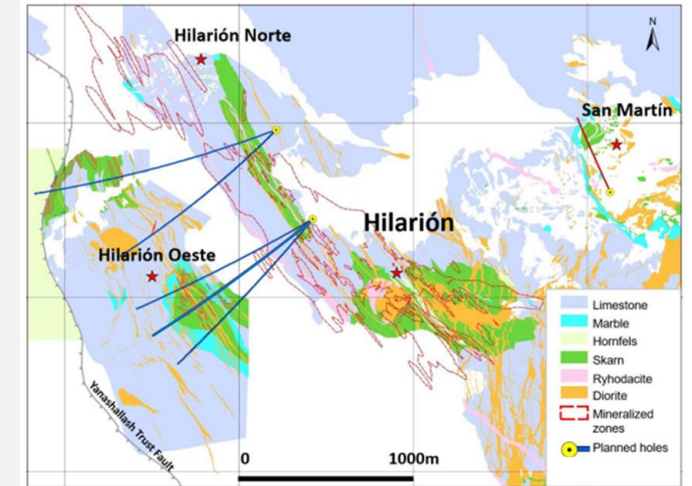 Hilarión Norte
N
San Martín
Hilarión
Hilarión Oeste
Yanashallash Trust Fault
0
1000m
Limestone
Marble
Hornfels
Skarn
Ryhodacite
Diorite
Mineralized
zones
Planned holes